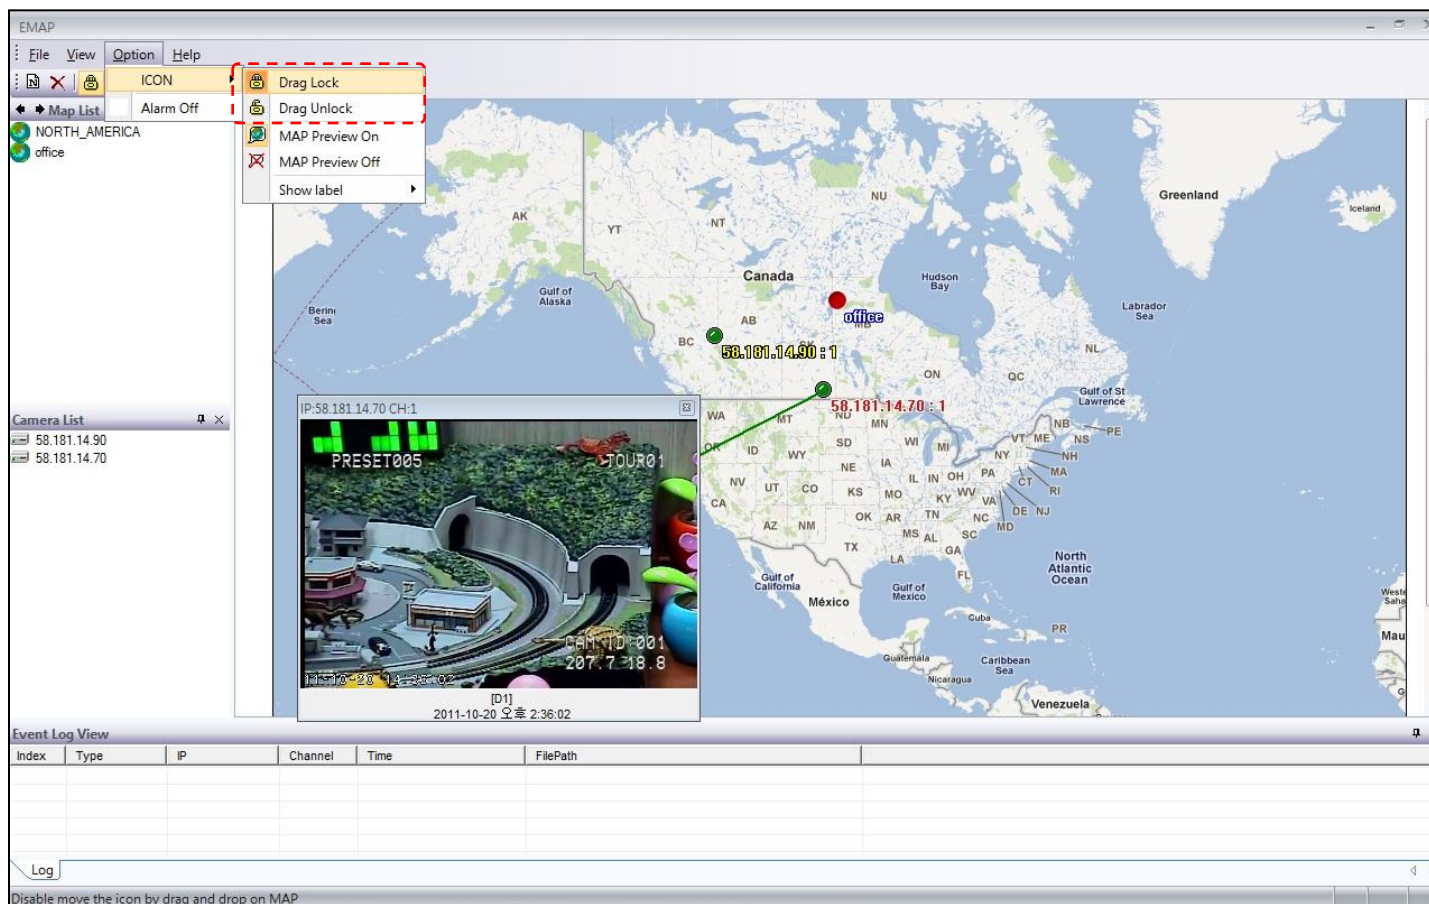 EMAP
File View Option Help
ICON
Alarm Off
Drag Lock
Drag Unlock
MAP Preview On
MAP Preview Off
Show label
Map List
NORTH_AMERICA
office
Camera List
58.181.14.90
58.181.14.70
Greenland
Iceland
NU
AK
YT
NT
Canada
Hudson
Bay
Gulf of
Alaska
Bering
Sea
Labrador
Sea
office
AB
MB
BC
SK
58.181.14.90 : 1
NL
ON
QC
Gulf of St
Lawrence
58.181.14.70 : 1
WA
MT
ND
MN
NB
PE
OR
ID
WY
SD
WI
MI
VT
ME
NS
NY
NH
NE
IA
IL
IN
OH
PA
CT
MA
RI
NV
UT
CO
KS
MO
KY
WV
VA
CA
DE
NJ
AZ
NM
OK
AR
TN
NC
MD
MS
AL
SC
TX
LA
GA
FL
North
Atlantic
Ocean
Gulf of
California
Gulf of
Mexico
México
Cuba
PR
Guatemala
Caribbean
Sea
Nicaragua
Venezuela
Weste
Saha
Mau
IP:58.181.14.70 CH:1
PRESET005
TOUR01
CAM ID:001
207.7 18.8
[D1]
2011-10-20 오후 2:36:02
Event Log View
Index Type IP Channel Time FilePath
Log
Disable move the icon by drag and drop on MAP